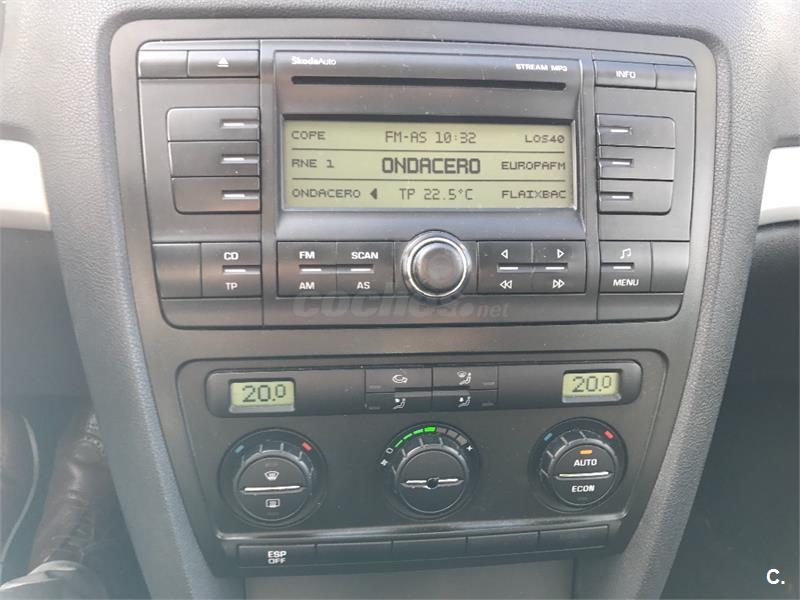 ŠkodaAuto STREAM MP3 INFO
COPE FM-AS 10:32 LOS40
RNE 1 ONDACERO EUROPAFM
ONDACERO ◀ TP 22.5°C FLAIXBAC
CD FM SCAN
TP AM AS MENU
coches.net
20.0 20.0
AUTO
ECON
ESP
OFF
C.